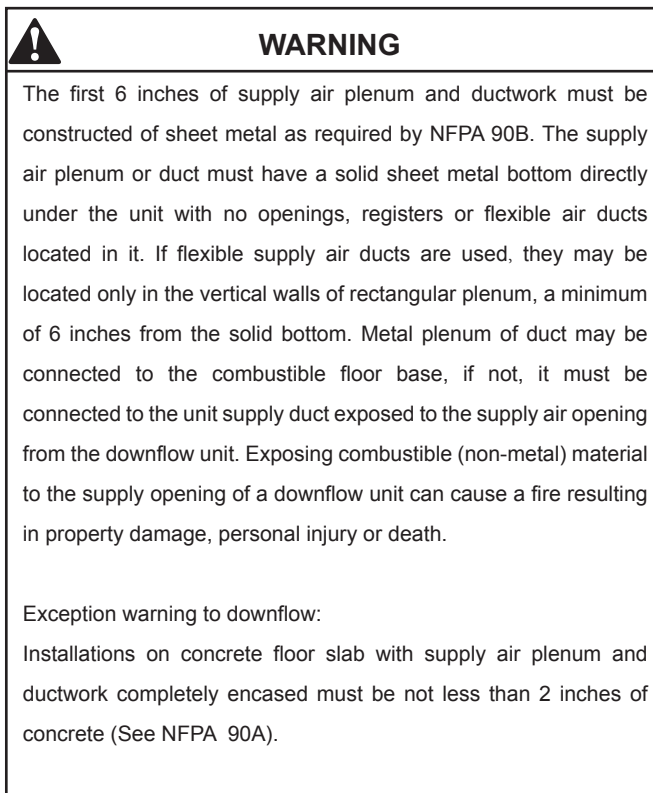 WARNING
The first 6 inches of supply air plenum and ductwork must be
constructed of sheet metal as required by NFPA 90B. The supply
air plenum or duct must have a solid sheet metal bottom directly
under the unit with no openings, registers or flexible air ducts
located in it. If flexible supply air ducts are used, they may be
located only in the vertical walls of rectangular plenum, a minimum
of 6 inches from the solid bottom. Metal plenum of duct may be
connected to the combustible floor base, if not, it must be
connected to the unit supply duct exposed to the supply air opening
from the downflow unit. Exposing combustible (non-metal) material
to the supply opening of a downflow unit can cause a fire resulting
in property damage, personal injury or death.
Exception warning to downflow:
Installations on concrete floor slab with supply air plenum and
ductwork completely encased must be not less than 2 inches of
concrete (See NFPA 90A).